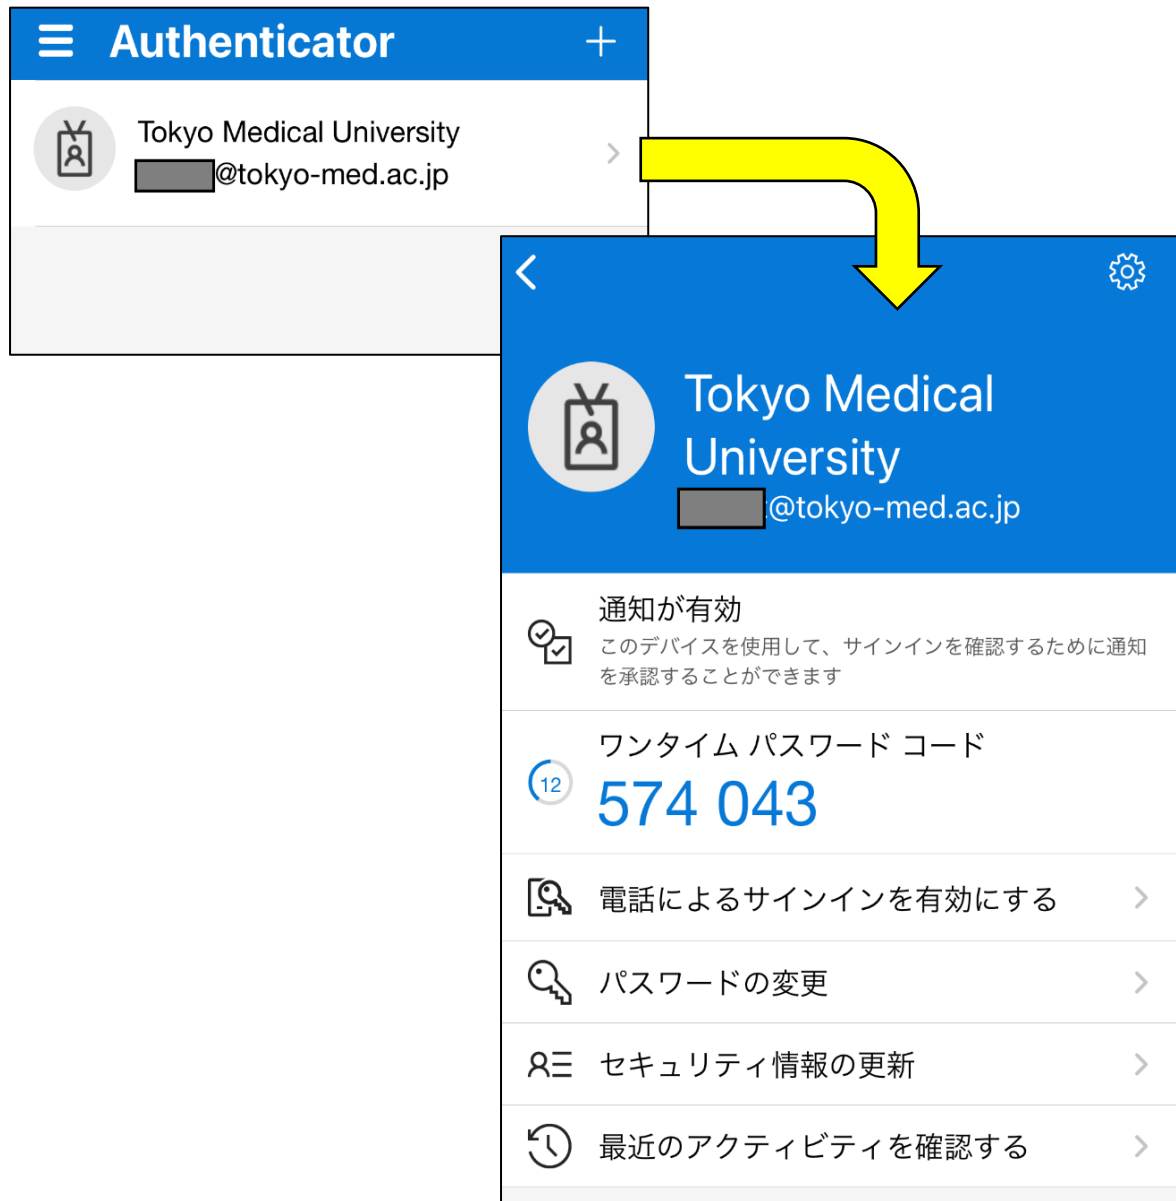 Authenticator
Tokyo Medical University
@tokyo-med.ac.jp
Tokyo Medical
University
@tokyo-med.ac.jp
通知が有効
このデバイスを使用して、サインインを確認するために通知
を承認することができます
ワンタイム パスワード コード
12
574 043
電話によるサインインを有効にする
パスワードの変更
セキュリティ情報の更新
最近のアクティビティを確認する